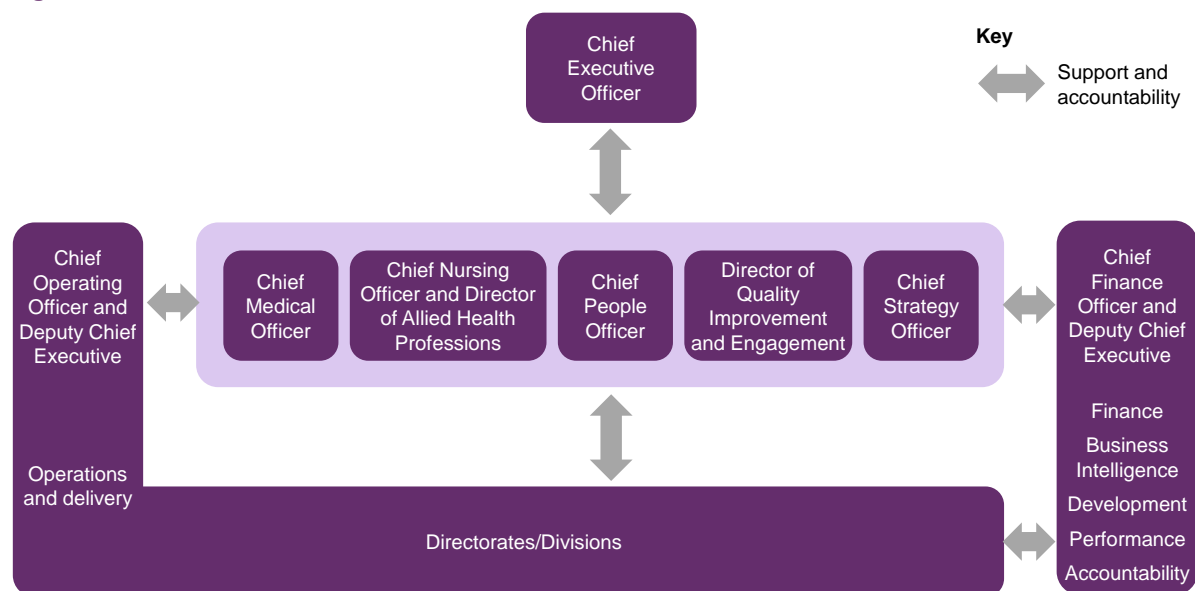 Chief
Executive
Officer
Key
Support and
accountability
Chief
Operating
Officer and
Deputy Chief
Executive
Operations
and delivery
Chief
Medical
Officer
Chief Nursing
Officer and Director
of Allied Health
Professions
Chief
People
Officer
Director of
Quality
Improvement
and Engagement
Chief
Strategy
Officer
Chief
Finance
Officer and
Deputy Chief
Executive
Finance
Business
Intelligence
Development
Performance
Accountability
Directorates/Divisions